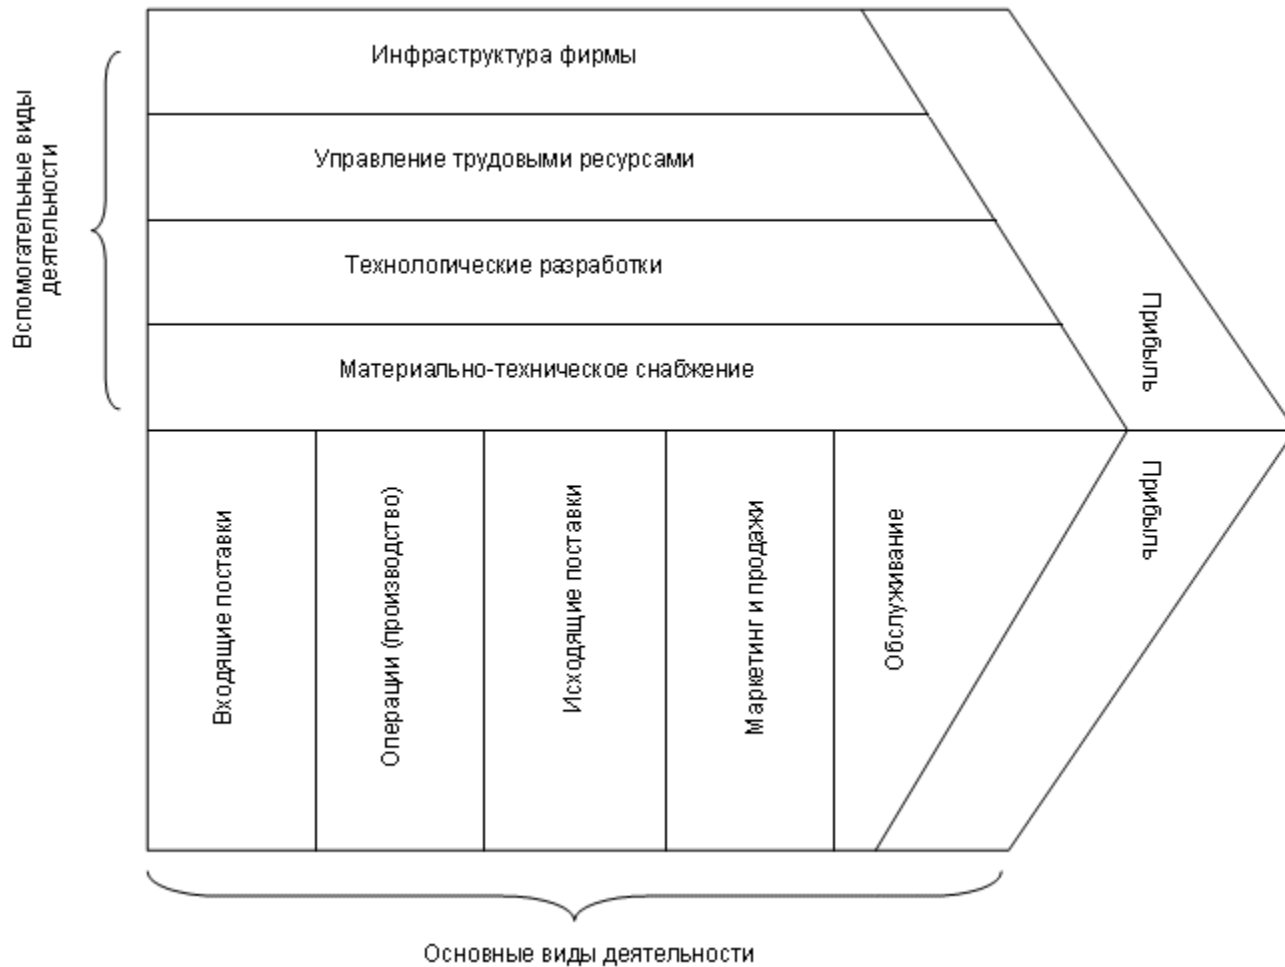 Инфраструктура фирмы
Управление трудовыми ресурсами
Технологические разработки
Материально-техническое снабжение
Вспомогательные виды
деятельности
Прибыль
Прибыль
Входящие поставки
Операции (производство)
Исходящие поставки
Маркетинг и продажи
Обслуживание
Основные виды деятельности